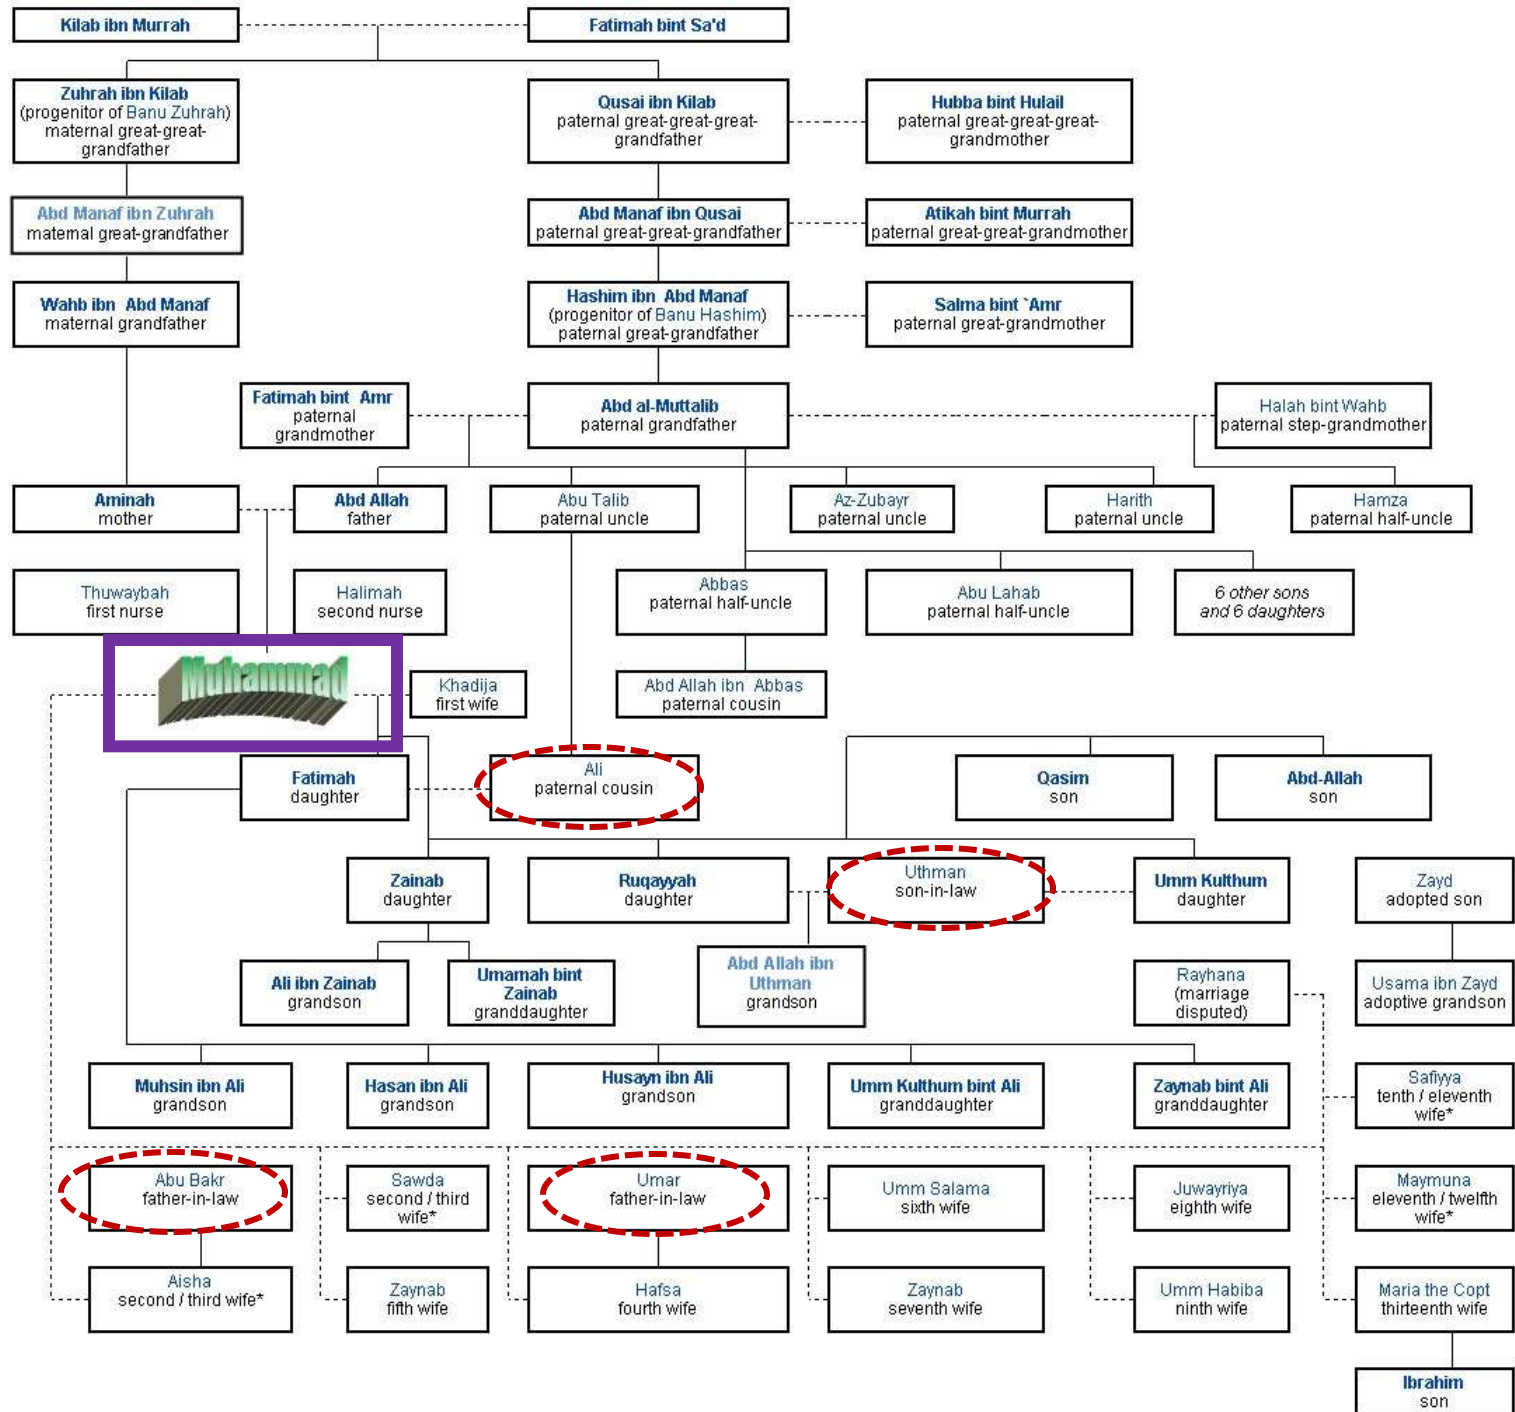 Kilab ibn Murrah
Fatimah bint Sa'd
Zuhrah ibn Kilab
(progenitor of Banu Zuhrah)
maternal great-great-
grandfather
Qusai ibn Kilab
paternal great-great-great-
grandfather
Hubba bint Hulail
paternal great-great-great-
grandmother
Abd Manaf ibn Zuhrah
maternal great-grandfather
Abd Manaf ibn Qusai
paternal great-great-grandfather
Atikah bint Murrah
paternal great-great-grandmother
Wahb ibn Abd Manaf
maternal grandfather
Hashim ibn Abd Manaf
(progenitor of Banu Hashim)
paternal great-grandfather
Salma bint `Amr
paternal great-grandmother
Fatimah bint Amr
paternal
grandmother
Abd al-Muttalib
paternal grandfather
Halah bint Wahb
paternal step-grandmother
Aminah
mother
Abd Allah
father
Abu Talib
paternal uncle
Az-Zubayr
paternal uncle
Harith
paternal uncle
Hamza
paternal half-uncle
Thuwaybah
first nurse
Halimah
second nurse
Abbas
paternal half-uncle
Abu Lahab
paternal half-uncle
6 other sons
and 6 daughters
Muhammad
Khadija
first wife
Abd Allah ibn Abbas
paternal cousin
Fatimah
daughter
Ali
paternal cousin
Qasim
son
Abd-Allah
son
Zainab
daughter
Ruqayyah
daughter
Uthman
son-in-law
Umm Kulthum
daughter
Zayd
adopted son
Ali ibn Zainab
grandson
Umamah bint
Zainab
granddaughter
Abd Allah ibn
Uthman
grandson
Rayhana
(marriage
disputed)
Usama ibn Zayd
adoptive grandson
Muhsin ibn Ali
grandson
Hasan ibn Ali
grandson
Husayn ibn Ali
grandson
Umm Kulthum bint Ali
granddaughter
Zaynab bint Ali
granddaughter
Safiyya
tenth / eleventh
wife*
Abu Bakr
father-in-law
Sawda
second / third
wife*
Umar
father-in-law
Umm Salama
sixth wife
Juwayriya
eighth wife
Maymuna
eleventh / twelfth
wife*
Aisha
second / third wife*
Zaynab
fifth wife
Hafsa
fourth wife
Zaynab
seventh wife
Umm Habiba
ninth wife
Maria the Copt
thirteenth wife
Ibrahim
son